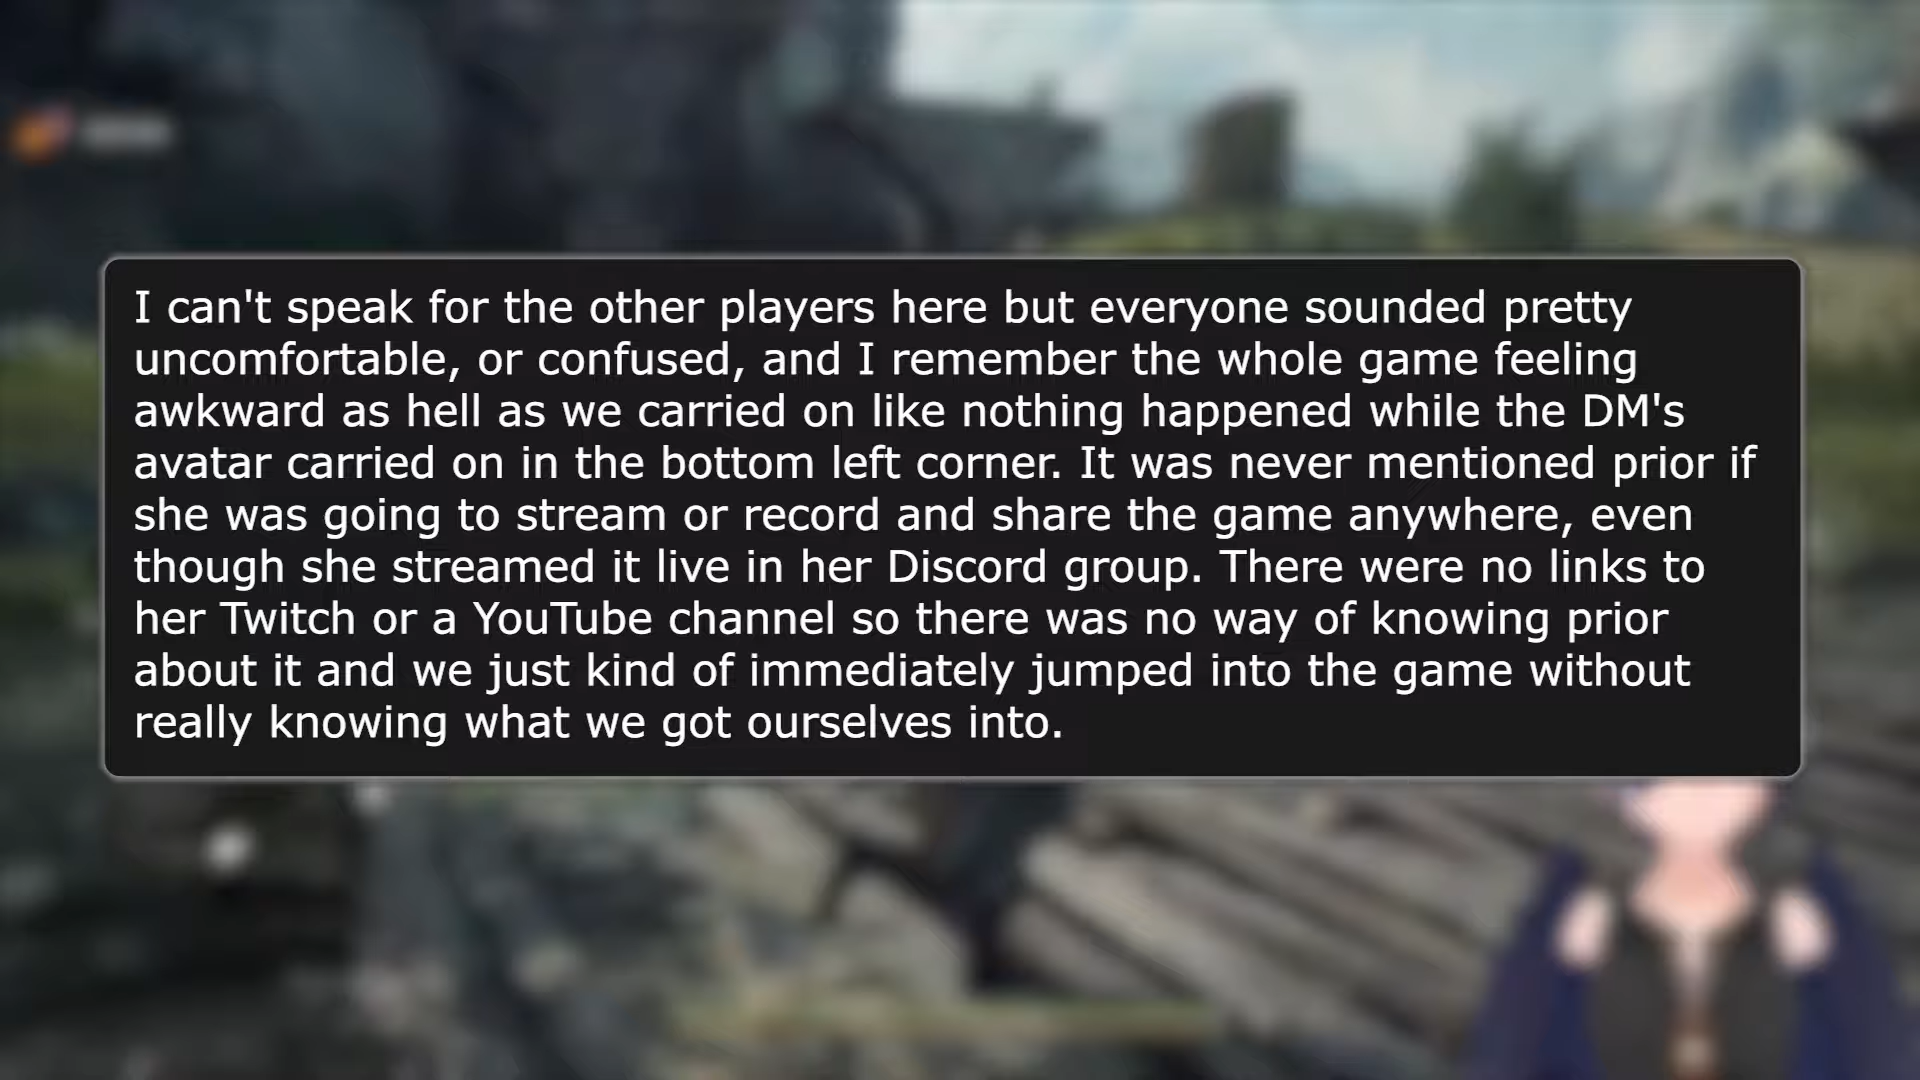 I can't speak for the other players here but everyone sounded pretty
uncomfortable, or confused, and I remember the whole game feeling
awkward as hell as we carried on like nothing happened while the DM's
avatar carried on in the bottom left corner. It was never mentioned prior if
she was going to stream or record and share the game anywhere, even
though she streamed it live in her Discord group. There were no links to
her Twitch or a YouTube channel so there was no way of knowing prior
about it and we just kind of immediately jumped into the game without
really knowing what we got ourselves into.